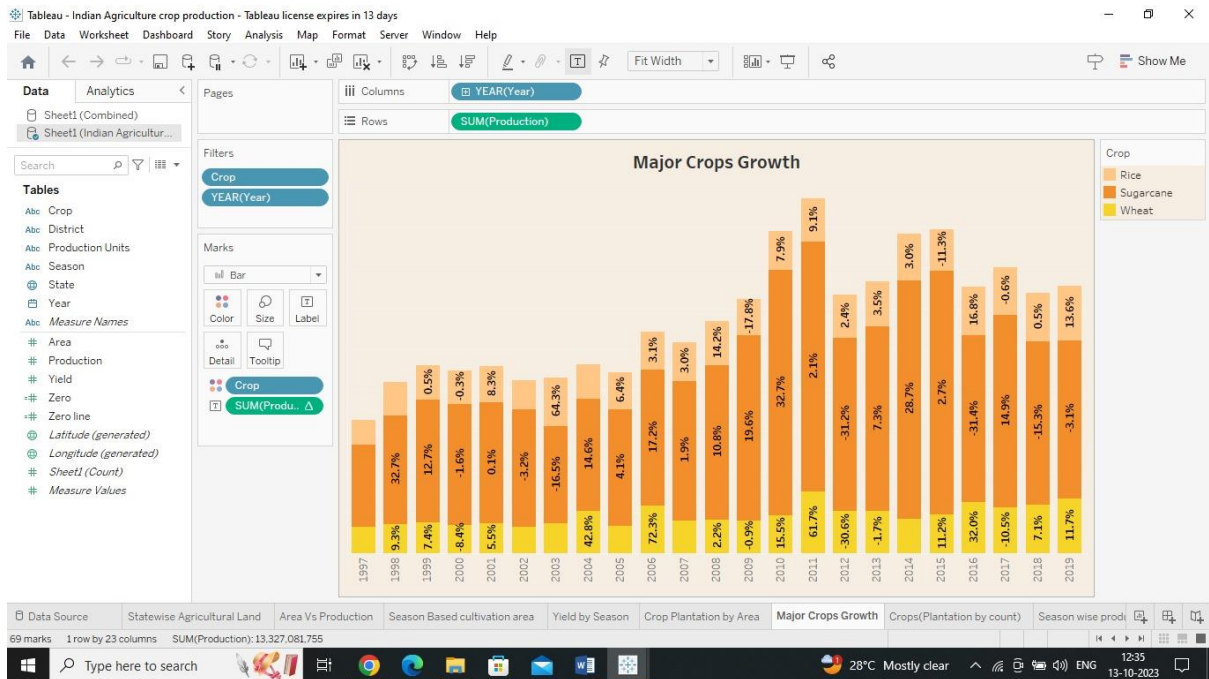 Tableau - Indian Agriculture crop production - Tableau license expires in 13 days
File Data Worksheet Dashboard Story Analysis Map Format Server Window Help
Fit Width
Show Me
Data Analytics
Sheet1 (Combined)
Sheet1 (Indian Agricultur...
Search
Tables
Abc Crop
Abc District
Abc Production Units
Abc Season
State
Year
Abc Measure Names
# Area
# Production
# Yield
=# Zero
=# Zero line
Latitude (generated)
Longitude (generated)
# Sheet1 (Count)
# Measure Values
Pages
Filters
Crop
YEAR(Year)
Marks
Bar
Color Size Label
Detail Tooltip
Crop
SUM(Produ.. Δ
Columns YEAR(Year)
Rows SUM(Production)
Major Crops Growth
9.1%
7.9%
3.0%
-11.3%
-17.8%
2.4%
3.5%
16.8%
-0.6%
0.5%
13.6%
0.5%
-0.3%
8.3%
64.3%
6.4%
3.1%
3.0%
14.2%
32.7%
12.7%
-1.6%
0.1%
-3.2%
-16.5%
14.6%
4.1%
17.2%
1.9%
10.8%
19.6%
32.7%
2.1%
-31.2%
7.3%
28.7%
2.7%
-31.4%
14.9%
-15.3%
-3.1%
9.3%
7.4%
-8.4%
5.5%
42.8%
72.3%
2.2%
-0.9%
15.5%
61.7%
-30.6%
-1.7%
11.2%
32.0%
-10.5%
7.1%
11.7%
1997 1998 1999 2000 2001 2002 2003 2004 2005 2006 2007 2008 2009 2010 2011 2012 2013 2014 2015 2016 2017 2018 2019
Crop
Rice
Sugarcane
Wheat
Data Source Statewise Agricultural Land Area Vs Production Season Based cultivation area Yield by Season Crop Plantation by Area Major Crops Growth Crops(Plantation by count) Season wise produ
69 marks 1 row by 23 columns SUM(Production): 13,327,081,755
Type here to search
28°C Mostly clear
ENG
12:35
13-10-2023